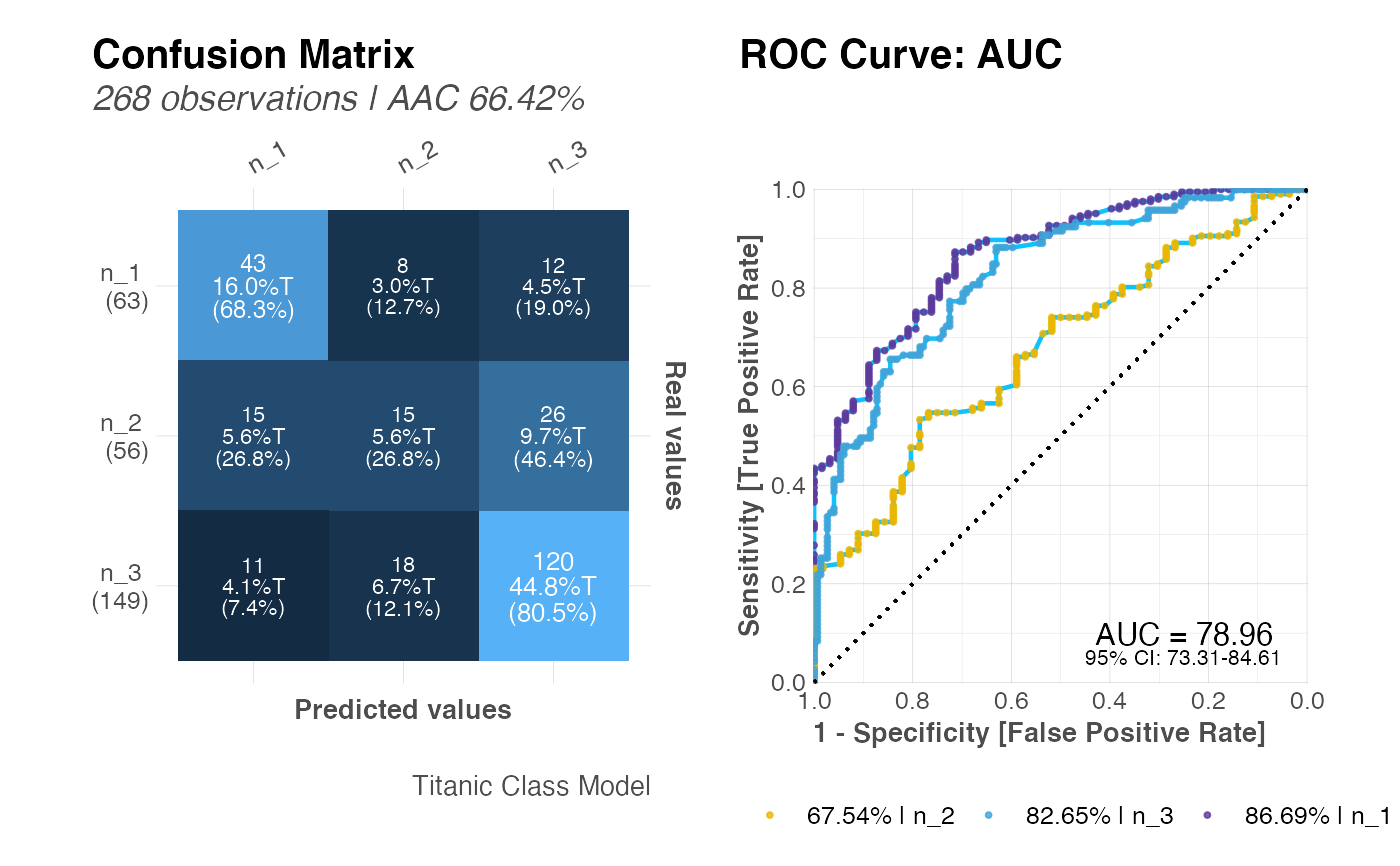 Confusion Matrix
268 observations | AAC 66.42%
n_1
n_2
n_3
n_1
(63)
43
16.0%T
(68.3%)
8
3.0%T
(12.7%)
12
4.5%T
(19.0%)
n_2
(56)
15
5.6%T
(26.8%)
15
5.6%T
(26.8%)
26
9.7%T
(46.4%)
n_3
(149)
11
4.1%T
(7.4%)
18
6.7%T
(12.1%)
120
44.8%T
(80.5%)
Real values
Predicted values
Titanic Class Model
ROC Curve: AUC
Sensitivity [True Positive Rate]
1.0
0.8
0.6
0.4
0.2
0.0
AUC = 78.96
95% CI: 73.31-84.61
1.0
0.8
0.6
0.4
0.2
0.0
1 - Specificity [False Positive Rate]
67.54% | n_2
82.65% | n_3
86.69% | n_1